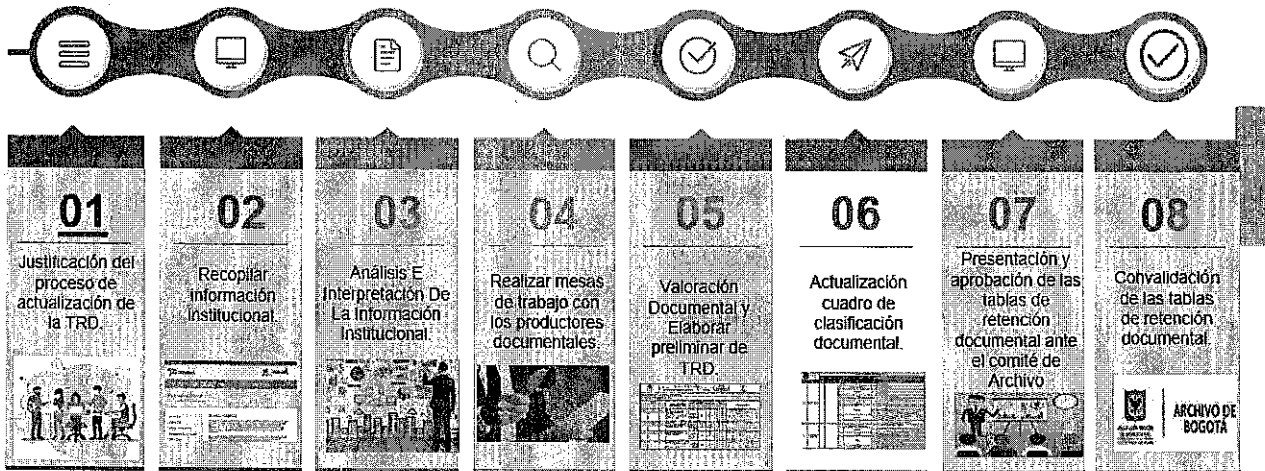 01
Justificación del
proceso de
actualización de
la TRD.
02
Recopilar
información
Institucional.
03
Análisis E
Interpretación De
La Información
Institucional.
04
Realizar mesas
de trabajo con
los productores
documentales.
05
Valoración
Documental y
Elaborar
preliminar de
TRD.
06
Actualización
cuadro de
clasificación
documental.
07
Presentación y
aprobación de las
tablas de
retención
documental ante
el comité de
Archivo
08
Convalidación
de las tablas
de retención
documental.
ARCHIVO DE
BOGOTÁ